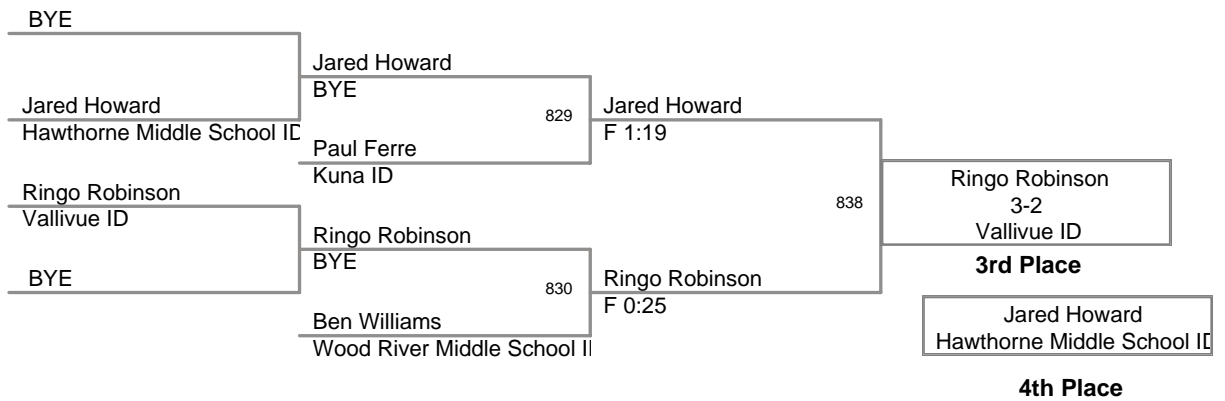 BYE
Jared Howard
Hawthorne Middle School ID
Ringo Robinson
Vallivue ID
BYE
Jared Howard
BYE
829
Paul Ferre
Kuna ID
Ringo Robinson
BYE
830
Ben Williams
Wood River Middle School I
Jared Howard
F 1:19
838
Ringo Robinson
F 0:25
Ringo Robinson
3-2
Vallivue ID
3rd Place
Jared Howard
Hawthorne Middle School ID
4th Place